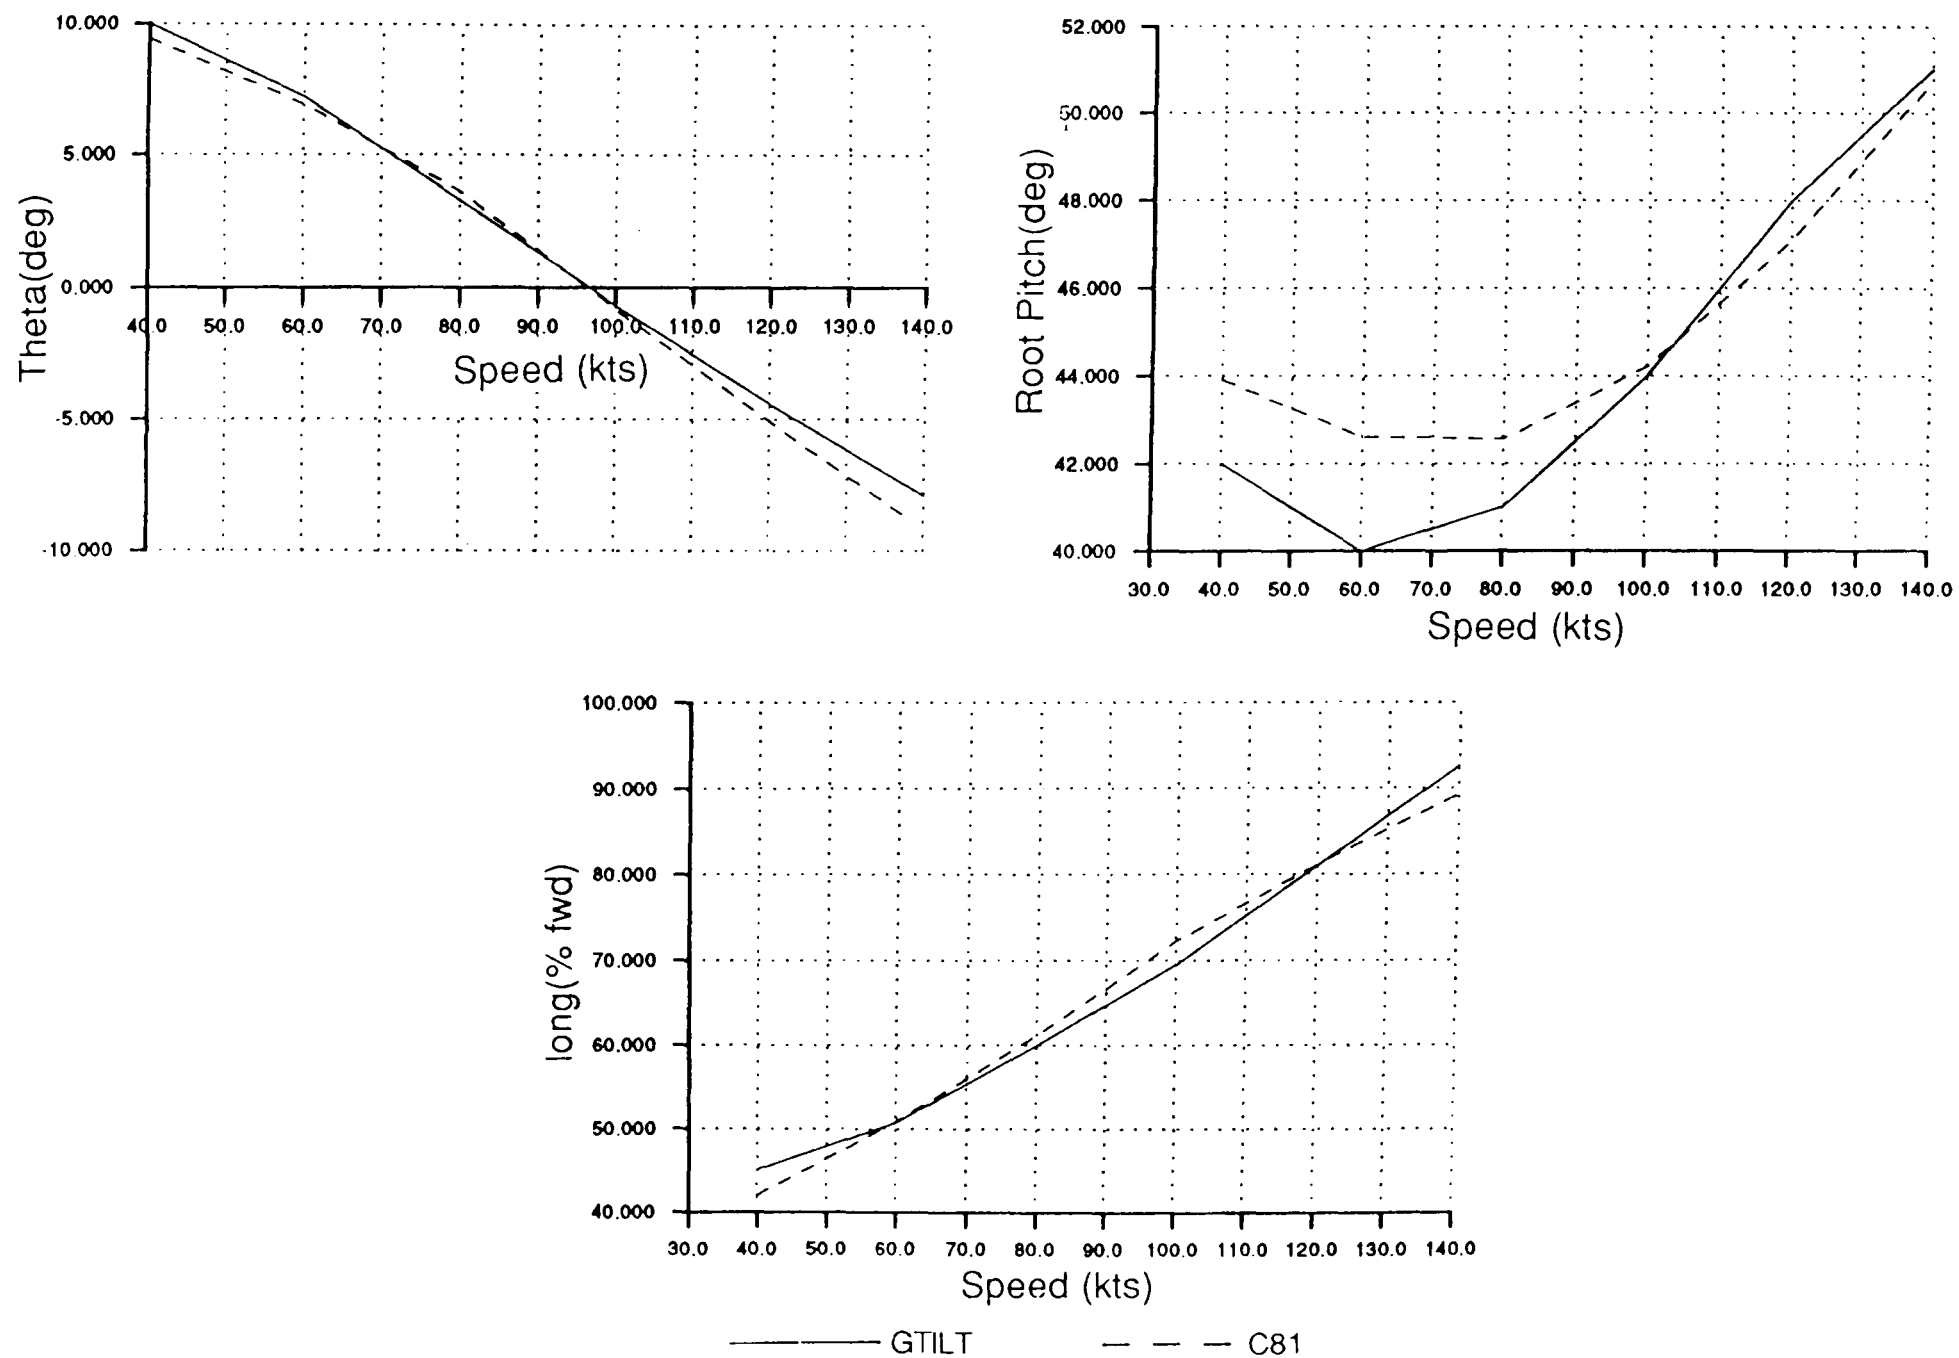 10.000
5.000
0.000
-5.000
-10.000
Theta(deg)
40.0 50.0 60.0 70.0 80.0 90.0 100.0 110.0 120.0 130.0 140.0
Speed (kts)
52.000
50.000
48.000
46.000
44.000
42.000
40.000
Root Pitch(deg)
30.0 40.0 50.0 60.0 70.0 80.0 90.0 100.0 110.0 120.0 130.0 140.0
Speed (kts)
100.000
90.000
80.000
70.000
60.000
50.000
40.000
long(% fwd)
30.0 40.0 50.0 60.0 70.0 80.0 90.0 100.0 110.0 120.0 130.0 140.0
Speed (kts)
GTILT
C81